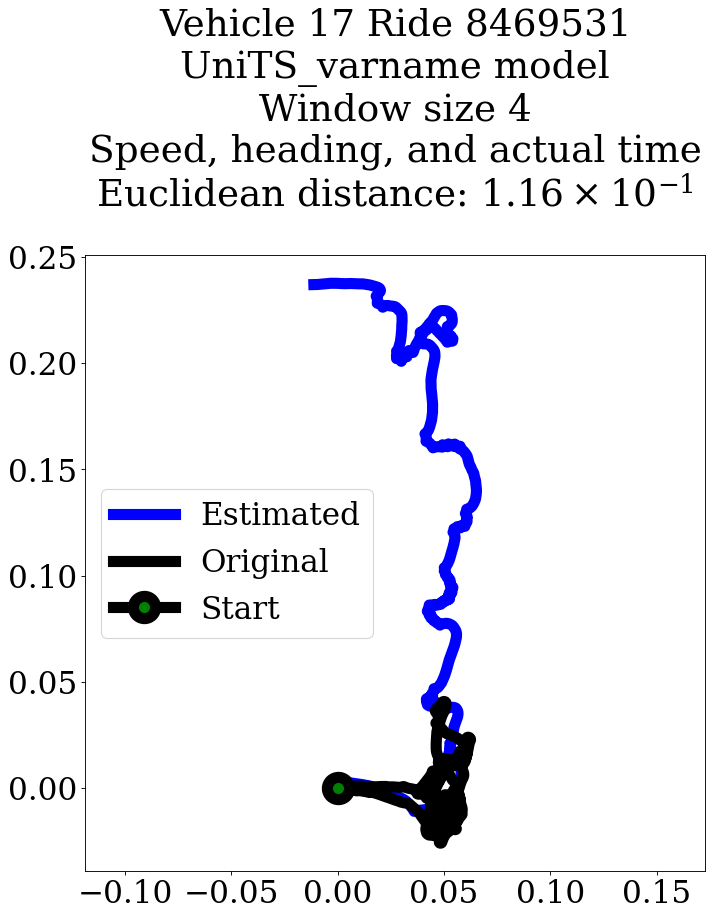 Vehicle 17 Ride 8469531
UniTS_varname model
Window size 4
Speed, heading, and actual time
Euclidean distance: 1.16 × 10⁻¹
0.25
0.20
0.15
0.10
0.05
0.00
Estimated
Original
Start
−0.10 −0.05 0.00 0.05 0.10 0.15